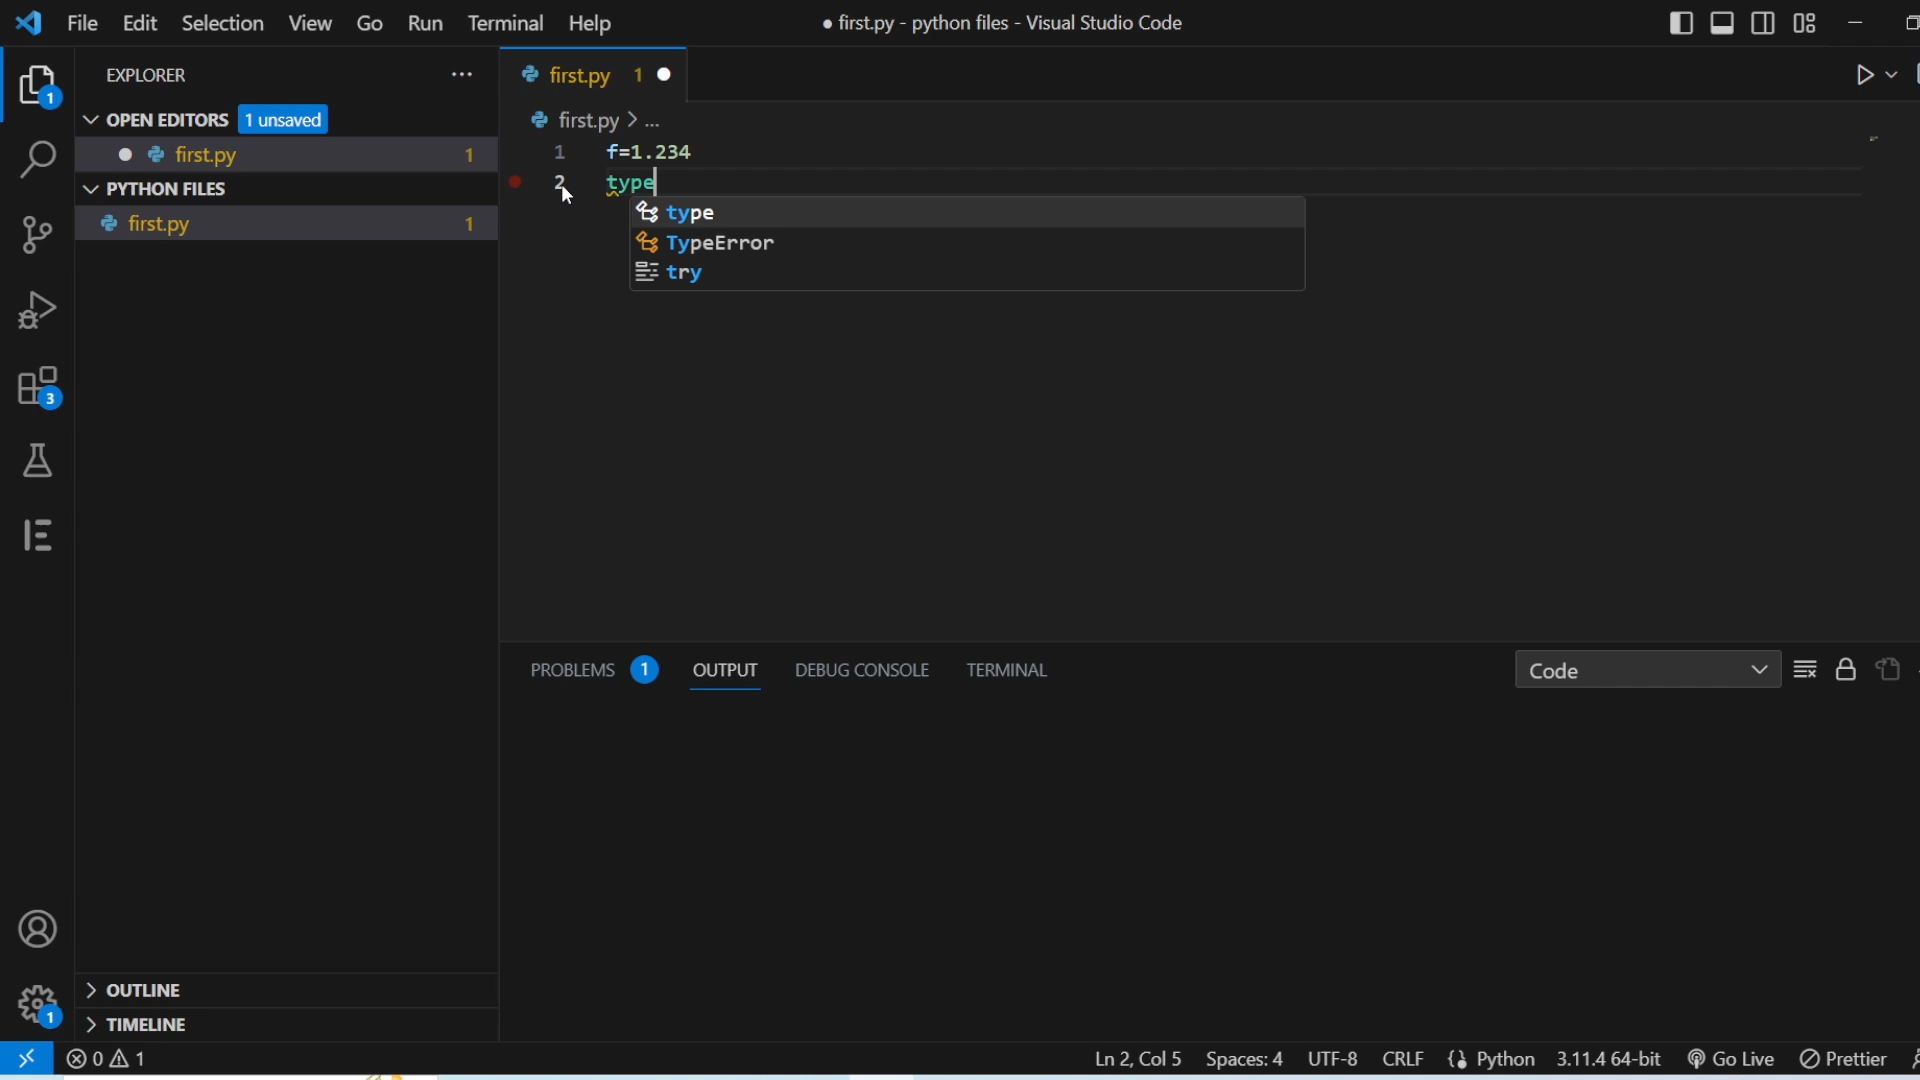 File Edit Selection View Go Run Terminal Help
● first.py - python files - Visual Studio Code
EXPLORER ...
first.py 1
OPEN EDITORS 1 unsaved
first.py 1
PYTHON FILES
first.py 1
first.py > ...
1 f=1.234
2 type
type
TypeError
try
1
3
PROBLEMS 1 OUTPUT DEBUG CONSOLE TERMINAL
Code
OUTLINE
TIMELINE
1
0 1
Ln 2, Col 5 Spaces: 4 UTF-8 CRLF Python 3.11.4 64-bit Go Live Prettier